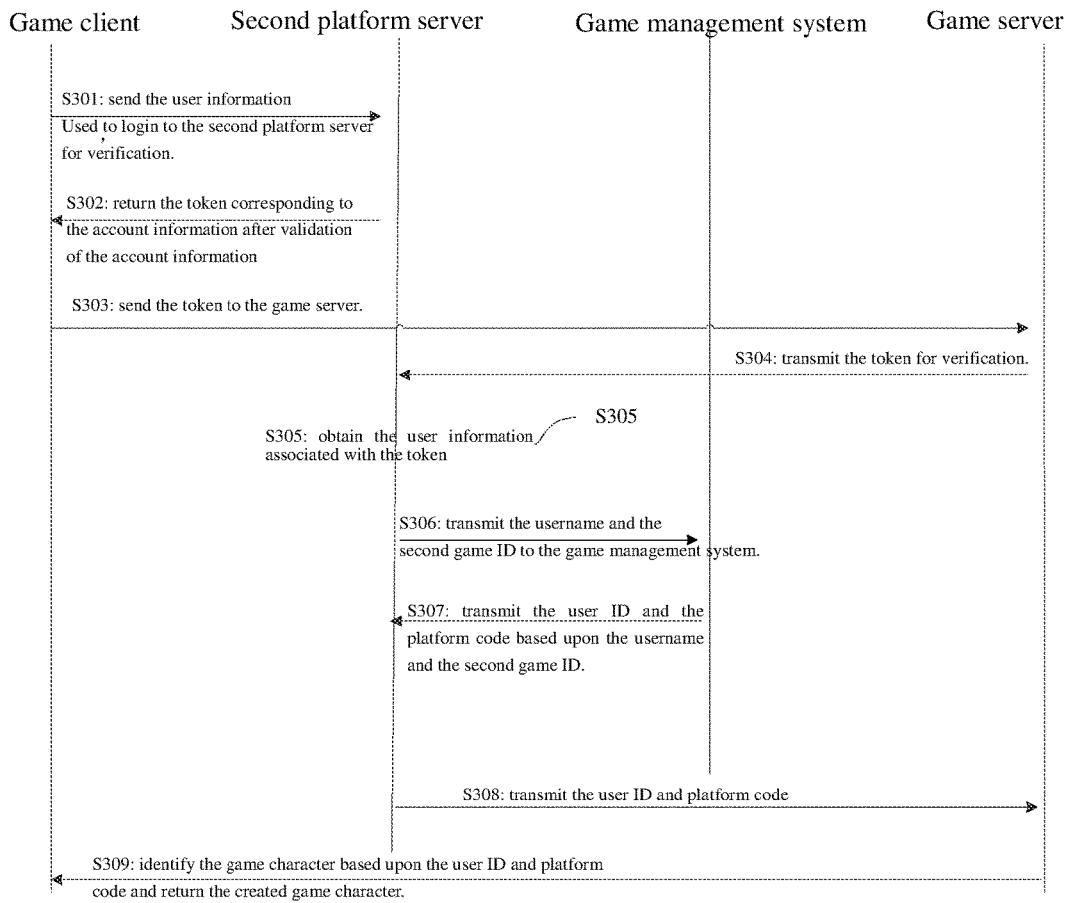 Game client
Second platform server
Game management system
Game server
S301: send the user information
Used to login to the second platform server
for verification.
S302: return the token corresponding to
the account information after validation
of the account information
S303: send the token to the game server.
S304: transmit the token for verification.
S305
S305: obtain the user information
associated with the token
S306: transmit the username and the
second game ID to the game management system.
S307: transmit the user ID and the
platform code based upon the username
and the second game ID.
S308: transmit the user ID and platform code
S309: identify the game character based upon the user ID and platform
code and return the created game character.